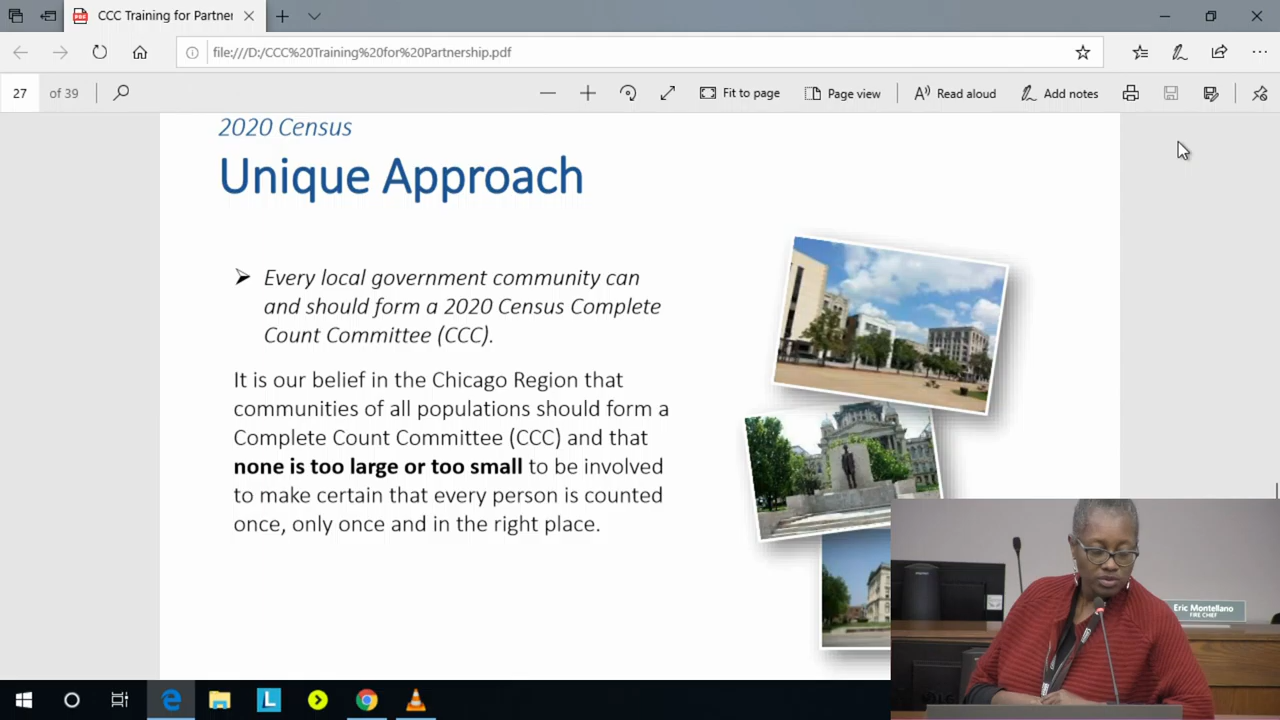 CCC Training for Partner
file:///D:/CCC%20Training%20for%20Partnership.pdf
27 of 39
Fit to page
Page view
Read aloud
Add notes
2020 Census
Unique Approach
Every local government community can
and should form a 2020 Census Complete
Count Committee (CCC).
It is our belief in the Chicago Region that
communities of all populations should form a
Complete Count Committee (CCC) and that
none is too large or too small to be involved
to make certain that every person is counted
once, only once and in the right place.
Eric Montellano
FIRE CHIEF
L